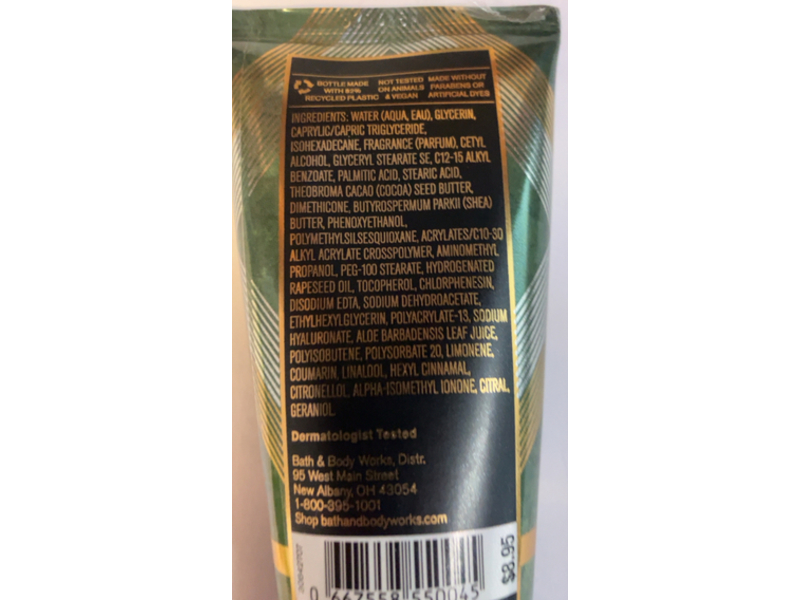 BOTTLE MADE
WITH 82%
RECYCLED PLASTIC
NOT TESTED
ON ANIMALS
& VEGAN
MADE WITHOUT
PARABENS OR
ARTIFICIAL DYES
INGREDIENTS: WATER (AQUA, EAU), GLYCERIN,
CAPRYLIC/CAPRIC TRIGLYCERIDE,
ISOHEXADECANE, FRAGRANCE (PARFUM), CETYL
ALCOHOL, GLYCERYL STEARATE SE, C12-15 ALKYL
BENZOATE, PALMITIC ACID, STEARIC ACID,
THEOBROMA CACAO (COCOA) SEED BUTTER,
DIMETHICONE, BUTYROSPERMUM PARKII (SHEA)
BUTTER, PHENOXYETHANOL,
POLYMETHYLSILSESQUIOXANE, ACRYLATES/C10-30
ALKYL ACRYLATE CROSSPOLYMER, AMINOMETHYL
PROPANOL, PEG-100 STEARATE, HYDROGENATED
RAPESEED OIL, TOCOPHEROL, CHLORPHENESIN,
DISODIUM EDTA, SODIUM DEHYDROACETATE,
ETHYLHEXYLGLYCERIN, POLYACRYLATE-13, SODIUM
HYALURONATE, ALOE BARBADENSIS LEAF JUICE,
POLYISOBUTENE, POLYSORBATE 20, LIMONENE,
COUMARIN, LINALOOL, HEXYL CINNAMAL,
CITRONELLOL, ALPHA-ISOMETHYL IONONE, CITRAL,
GERANIOL.
Dermatologist Tested
Bath & Body Works, Distr.
95 West Main Street
New Albany, OH 43054
1-800-395-1001
Shop bathandbodyworks.com
$8.95
0 667558 550045